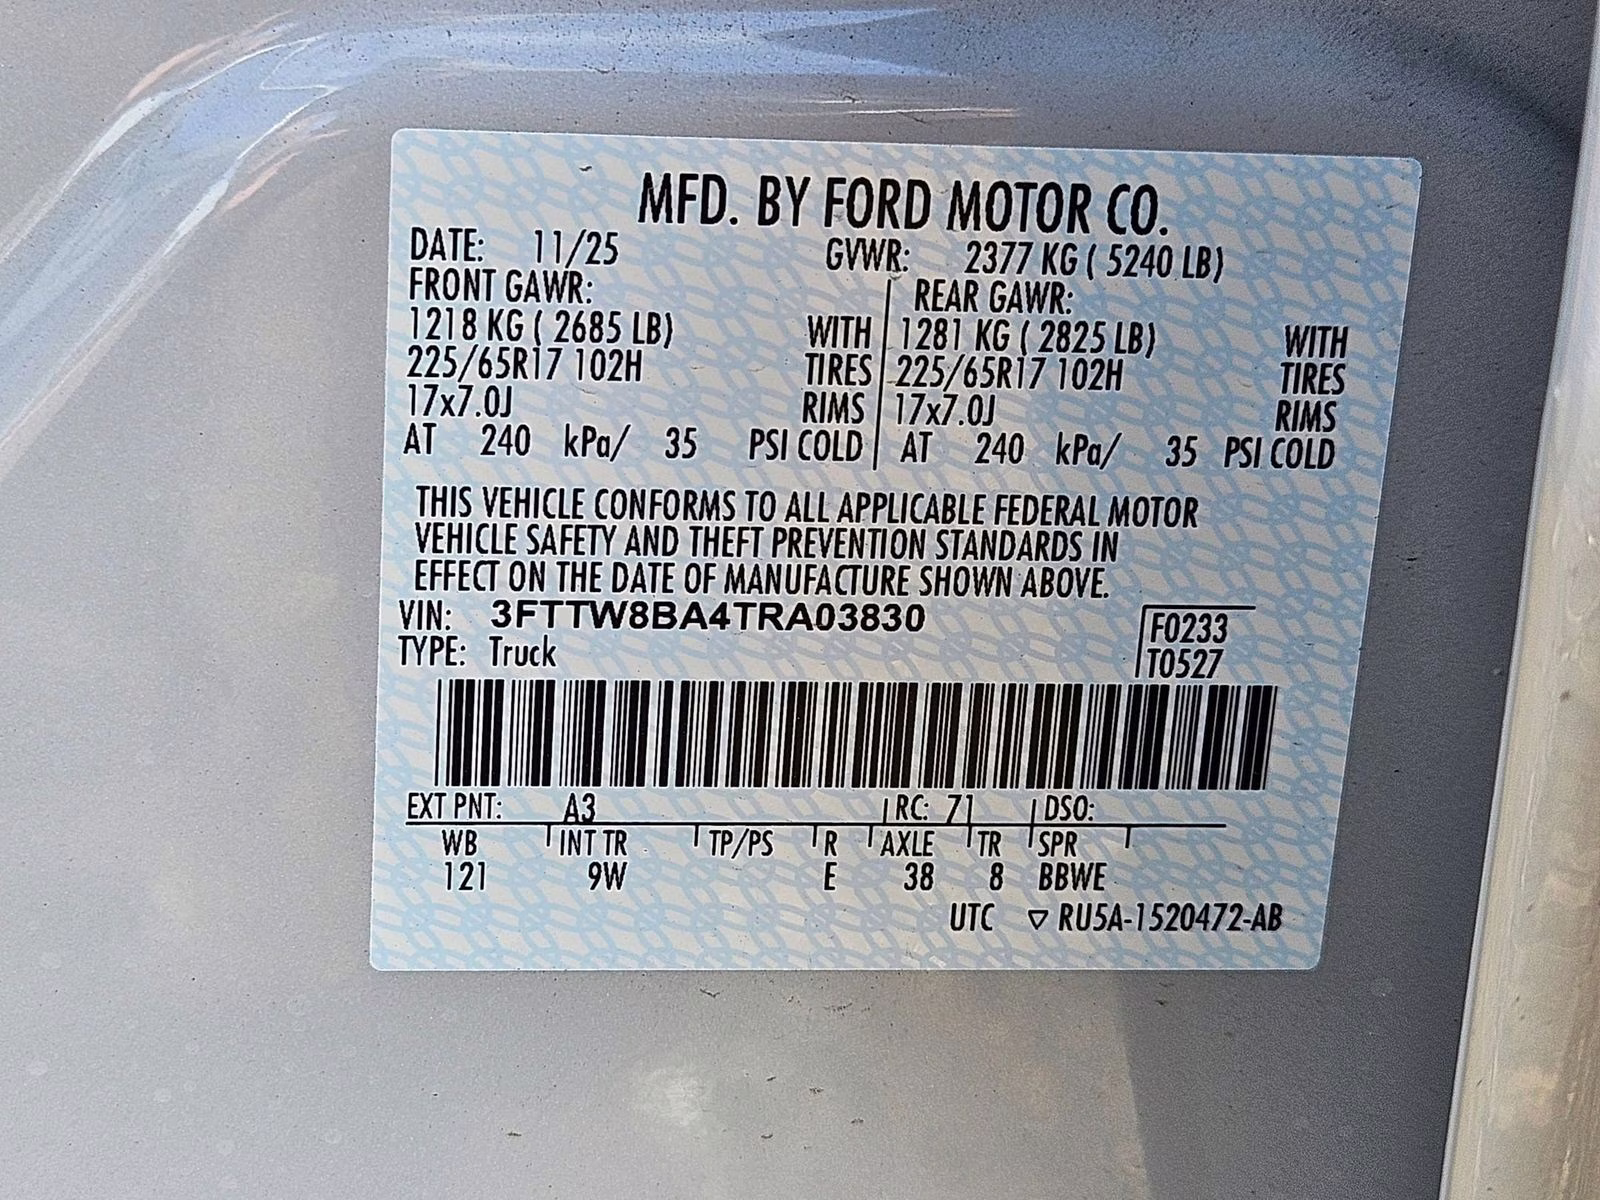 MFD. BY FORD MOTOR CO.
DATE: 11/25 GVWR: 2377 KG ( 5240 LB)
FRONT GAWR: REAR GAWR:
1218 KG ( 2685 LB) WITH 1281 KG ( 2825 LB) WITH
225/65R17 102H TIRES 225/65R17 102H TIRES
17x7.0J RIMS 17x7.0J RIMS
AT 240 kPa/ 35 PSI COLD AT 240 kPa/ 35 PSI COLD
THIS VEHICLE CONFORMS TO ALL APPLICABLE FEDERAL MOTOR
VEHICLE SAFETY AND THEFT PREVENTION STANDARDS IN
EFFECT ON THE DATE OF MANUFACTURE SHOWN ABOVE.
VIN: 3FTTW8BA4TRA03830 F0233
TYPE: Truck T0527
EXT PNT: A3 RC: 71 DSO:
WB INT TR TP/PS R AXLE TR SPR
121 9W E 38 8 BBWE
UTC ▽ RU5A-1520472-AB